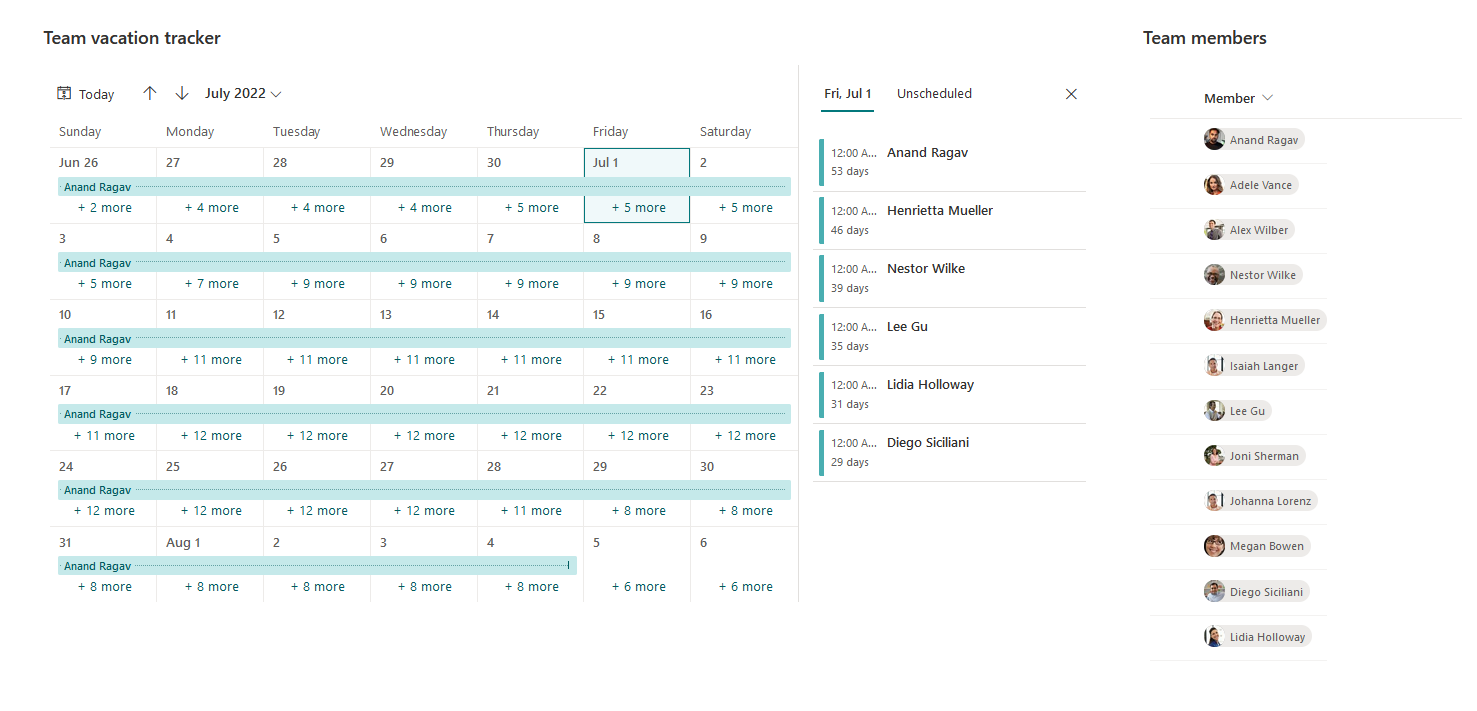 Team vacation tracker
Today July 2022
Sunday Monday Tuesday Wednesday Thursday Friday Saturday
Jun 26 27 28 29 30 Jul 1 2
Anand Ragav
+ 2 more + 4 more + 4 more + 4 more + 5 more + 5 more + 5 more
3 4 5 6 7 8 9
Anand Ragav
+ 5 more + 7 more + 9 more + 9 more + 9 more + 9 more + 9 more
10 11 12 13 14 15 16
Anand Ragav
+ 9 more + 11 more + 11 more + 11 more + 11 more + 11 more + 11 more
17 18 19 20 21 22 23
Anand Ragav
+ 11 more + 12 more + 12 more + 12 more + 12 more + 12 more + 12 more
24 25 26 27 28 29 30
Anand Ragav
+ 12 more + 12 more + 12 more + 12 more + 11 more + 8 more + 8 more
31 Aug 1 2 3 4 5 6
Anand Ragav
+ 8 more + 8 more + 8 more + 8 more + 8 more + 6 more + 6 more
Fri, Jul 1 Unscheduled
12:00 A... Anand Ragav
53 days
12:00 A... Henrietta Mueller
46 days
12:00 A... Nestor Wilke
39 days
12:00 A... Lee Gu
35 days
12:00 A... Lidia Holloway
31 days
12:00 A... Diego Siciliani
29 days
Team members
Member
Anand Ragav
Adele Vance
Alex Wilber
Nestor Wilke
Henrietta Mueller
Isaiah Langer
Lee Gu
Joni Sherman
Johanna Lorenz
Megan Bowen
Diego Siciliani
Lidia Holloway